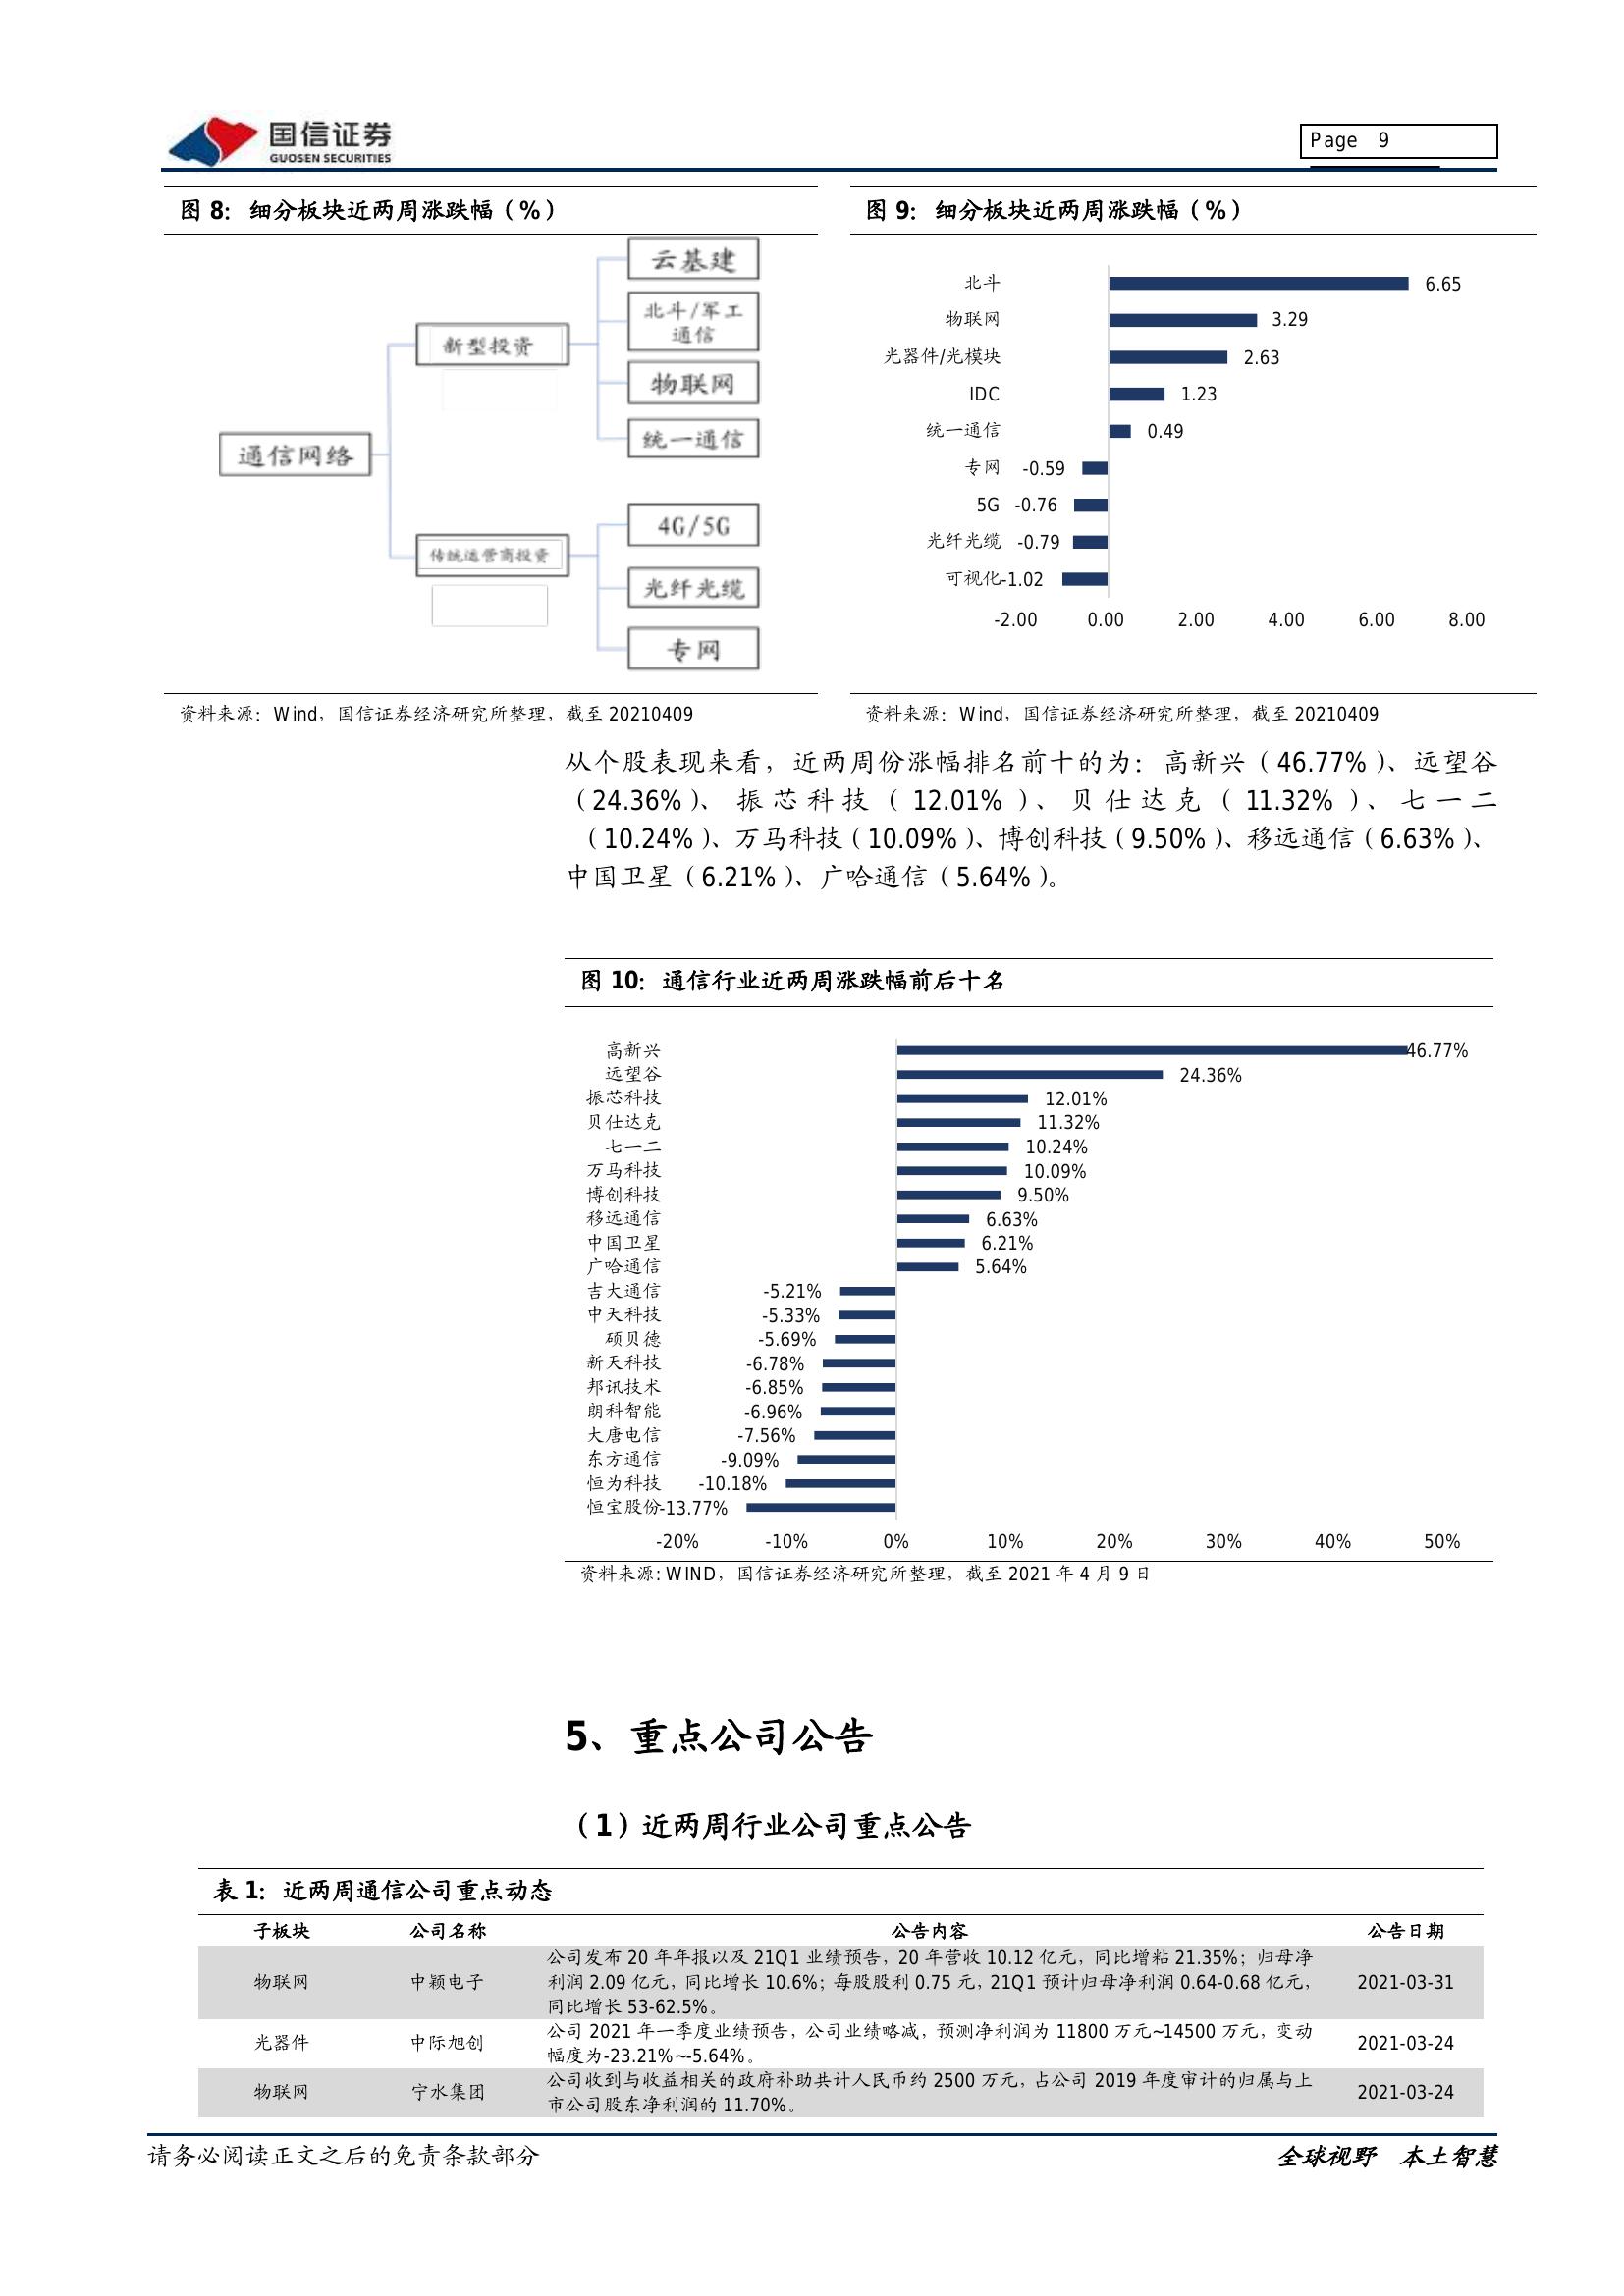 国信证券
GUOSEN SECURITIES
Page 9
图 8：细分板块近两周涨跌幅（%）
云基建
北斗/军工
通信
新型投资
物联网
统一通信
通信网络
4G/5G
传统运营商投资
光纤光缆
专网
资料来源：Wind，国信证券经济研究所整理，截至 20210409
图 9：细分板块近两周涨跌幅（%）
北斗 6.65
物联网 3.29
光器件/光模块 2.63
IDC 1.23
统一通信 0.49
专网 -0.59
5G -0.76
光纤光缆 -0.79
可视化 -1.02
-2.00 0.00 2.00 4.00 6.00 8.00
资料来源：Wind，国信证券经济研究所整理，截至 20210409
从个股表现来看，近两周份涨幅排名前十的为：高新兴（46.77%）、远望谷
（24.36%）、振芯科技（12.01%）、贝仕达克（11.32%）、七一二
（10.24%）、万马科技（10.09%）、博创科技（9.50%）、移远通信（6.63%）、
中国卫星（6.21%）、广哈通信（5.64%）。
图 10：通信行业近两周涨跌幅前后十名
高新兴 46.77%
远望谷 24.36%
振芯科技 12.01%
贝仕达克 11.32%
七一二 10.24%
万马科技 10.09%
博创科技 9.50%
移远通信 6.63%
中国卫星 6.21%
广哈通信 5.64%
吉大通信 -5.21%
中天科技 -5.33%
硕贝德 -5.69%
新天科技 -6.78%
邦讯技术 -6.85%
朗科智能 -6.96%
大唐电信 -7.56%
东方通信 -9.09%
恒为科技 -10.18%
恒宝股份 -13.77%
-20% -10% 0% 10% 20% 30% 40% 50%
资料来源：WIND，国信证券经济研究所整理，截至 2021 年 4 月 9 日
5、重点公司公告
（1）近两周行业公司重点公告
表 1：近两周通信公司重点动态
子板块 公司名称 公告内容 公告日期
物联网 中颖电子 公司发布 20 年年报以及 21Q1 业绩预告，20 年营收 10.12 亿元，同比增粘 21.35%；归母净
利润 2.09 亿元，同比增长 10.6%；每股股利 0.75 元，21Q1 预计归母净利润 0.64-0.68 亿元，
同比增长 53-62.5%。 2021-03-31
光器件 中际旭创 公司 2021 年一季度业绩预告，公司业绩略减，预测净利润为 11800 万元~14500 万元，变动
幅度为-23.21%~-5.64%。 2021-03-24
物联网 宁水集团 公司收到与收益相关的政府补助共计人民币约 2500 万元，占公司 2019 年度审计的归属与上
市公司股东净利润的 11.70%。 2021-03-24
请务必阅读正文之后的免责条款部分
全球视野 本土智慧